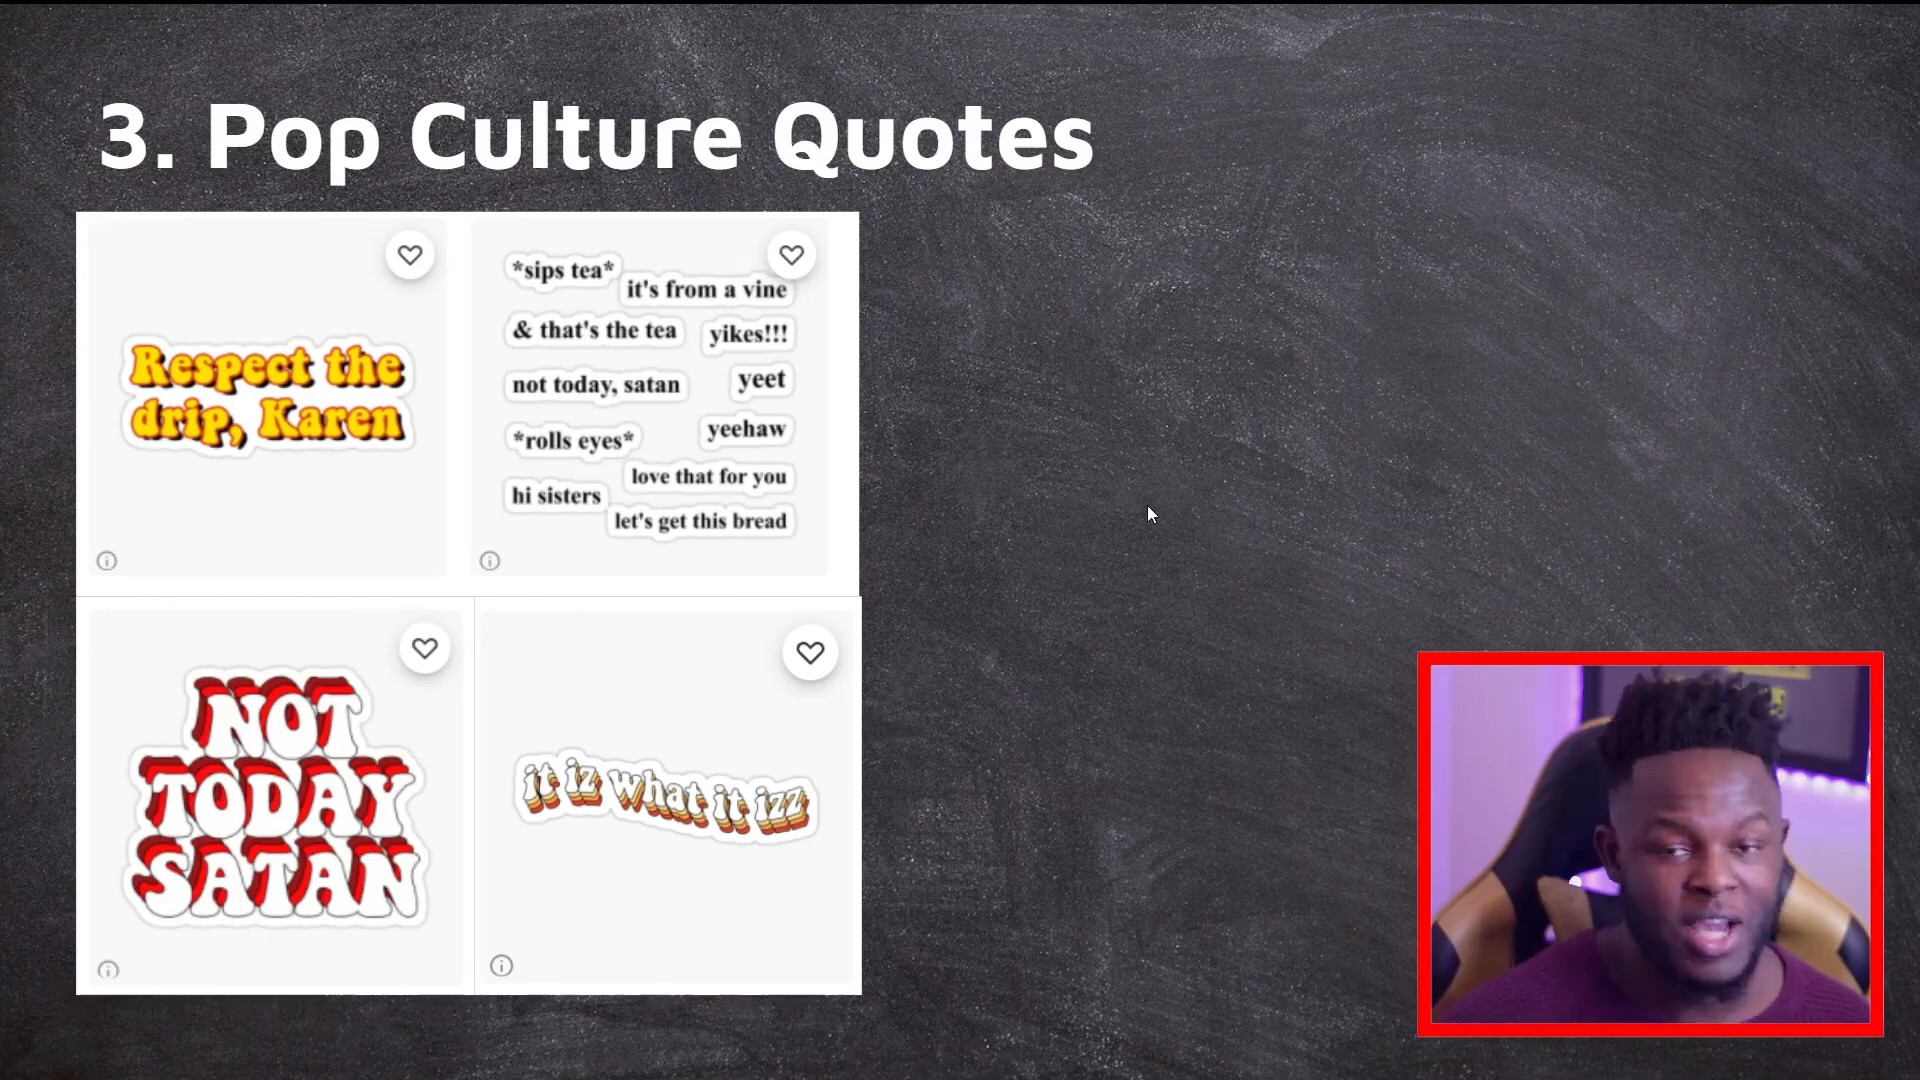 3. Pop Culture Quotes
Respect the
drip, Karen
*sips tea*
it's from a vine
& that's the tea
yikes!!!
not today, satan
yeet
*rolls eyes*
yeehaw
love that for you
hi sisters
let's get this bread
NOT
TODAY
SATAN
it iz what it izz